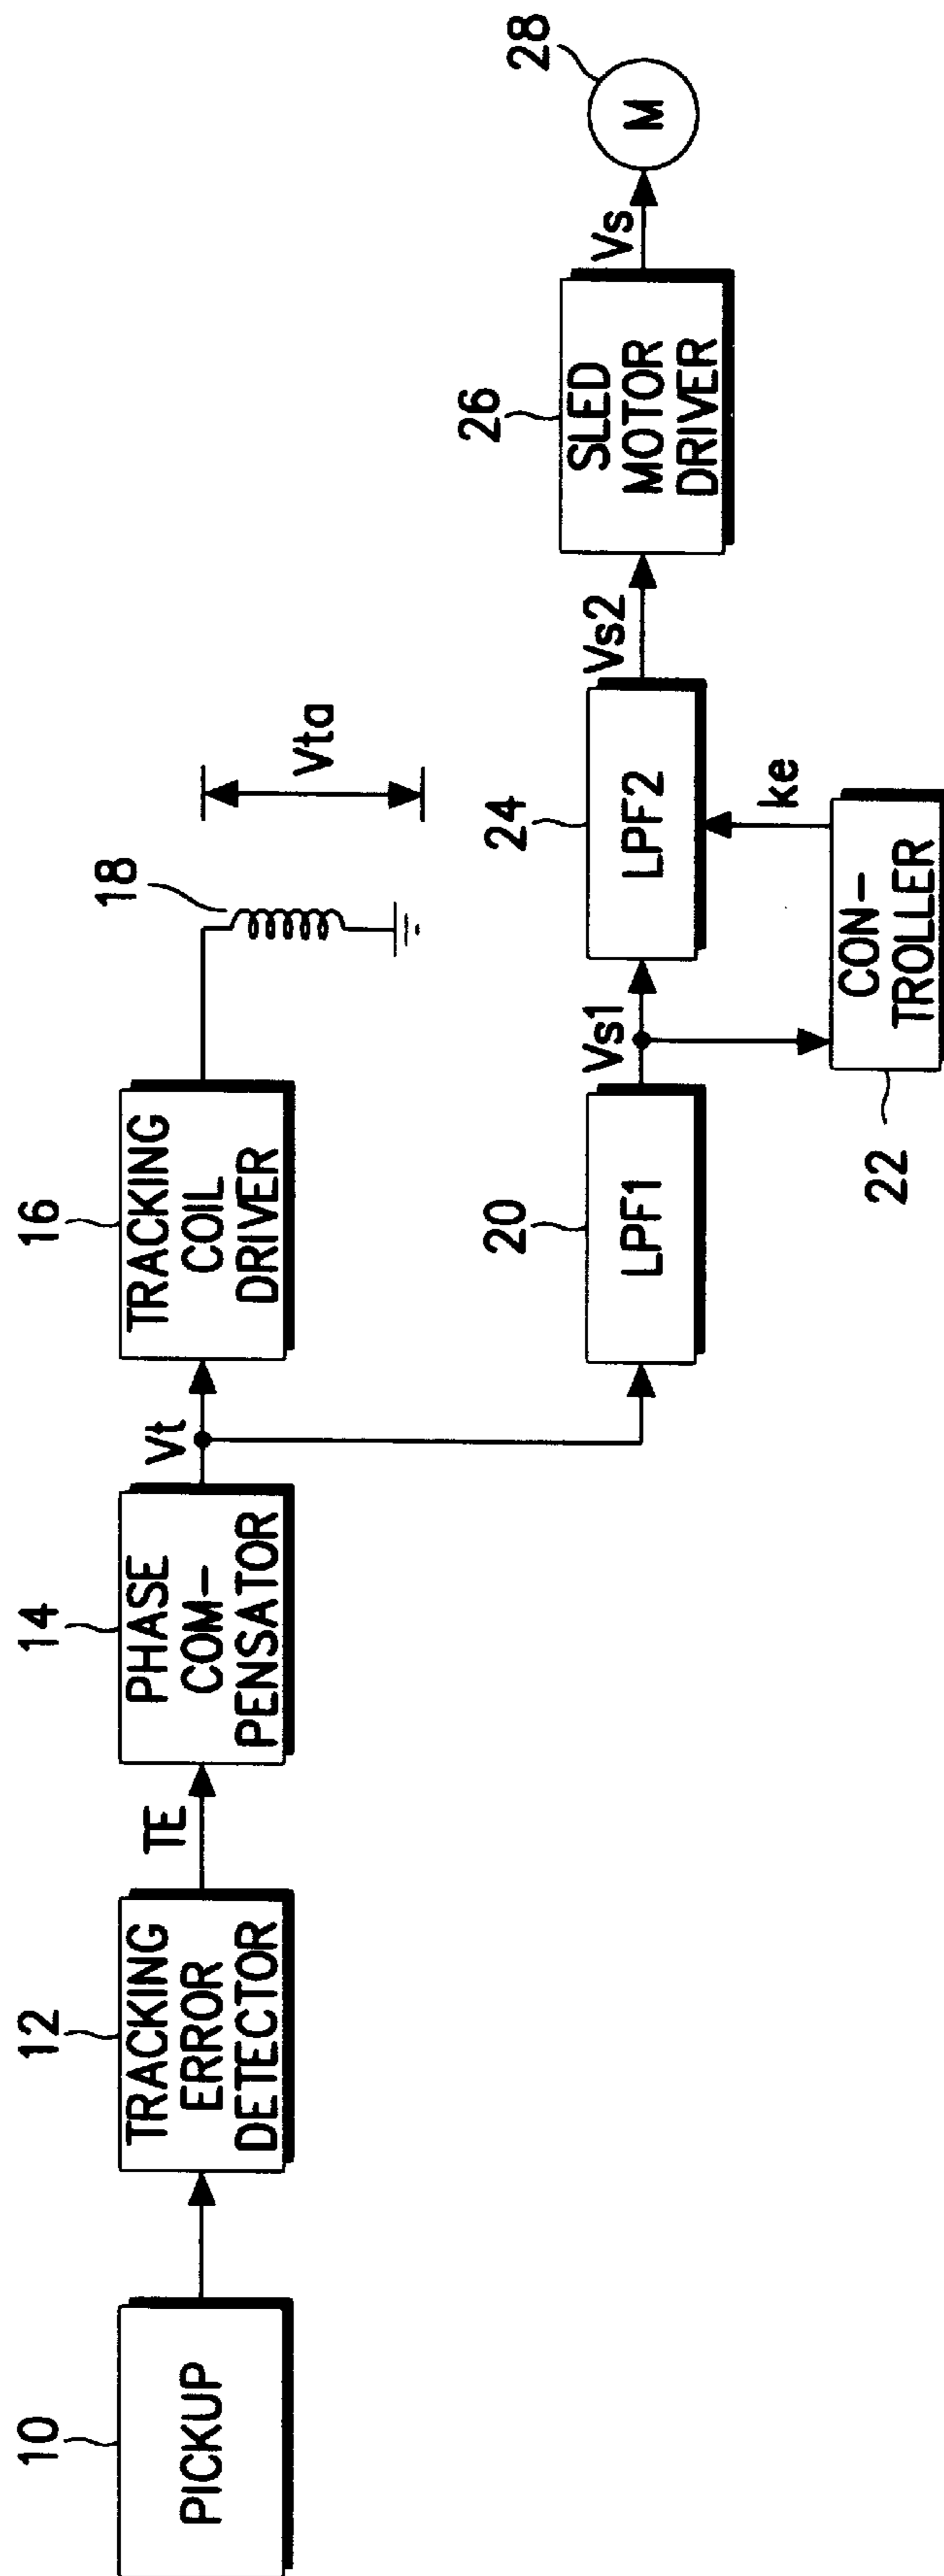 10
PICKUP
12
TRACKING
ERROR
DETECTOR
TE
14
PHASE
COM-
PENSATOR
Vt
16
TRACKING
COIL
DRIVER
18
Vta
20
LPF1
Vs1
22
CON-
TROLLER
ke
24
LPF2
Vs2
26
SLED
MOTOR
DRIVER
Vs
28
M